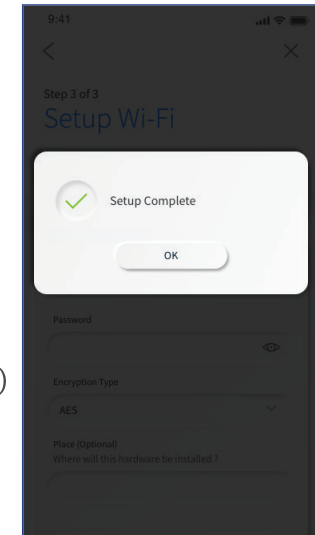 9:41
Step 3 of 3
Setup Wi-Fi
Setup Complete
OK
Password
Encryption Type
AES
Place (Optional)
Where will this hardware be installed ?
)